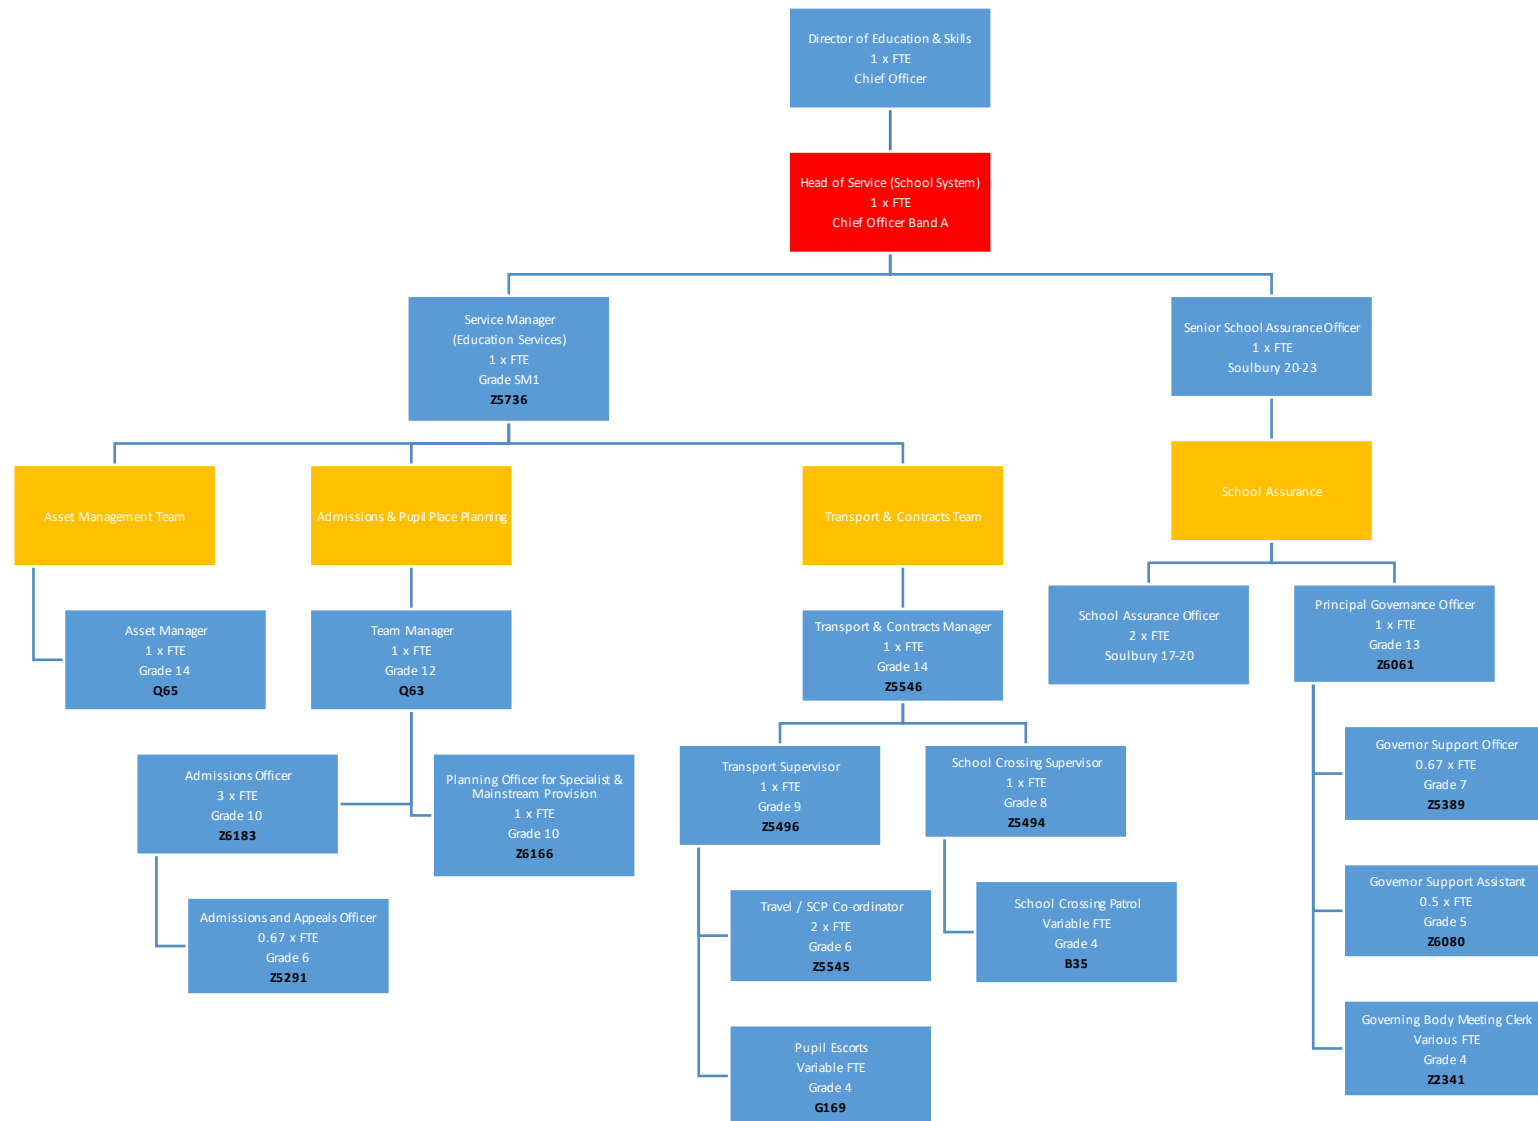 Director of Education & Skills
1 x FTE
Chief Officer
Head of Service (School System)
1 x FTE
Chief Officer Band A
Service Manager
(Education Services)
1 x FTE
Grade SM1
Z5736
Senior School Assurance Officer
1 x FTE
Soulbury 20-23
Asset Management Team
Admissions & Pupil Place Planning
Transport & Contracts Team
School Assurance
Asset Manager
1 x FTE
Grade 14
Q65
Team Manager
1 x FTE
Grade 12
Q63
Transport & Contracts Manager
1 x FTE
Grade 14
Z5546
School Assurance Officer
2 x FTE
Soulbury 17-20
Principal Governance Officer
1 x FTE
Grade 13
Z6061
Admissions Officer
3 x FTE
Grade 10
Z6183
Planning Officer for Specialist &
Mainstream Provision
1 x FTE
Grade 10
Z6166
Transport Supervisor
1 x FTE
Grade 9
Z5496
School Crossing Supervisor
1 x FTE
Grade 8
Z5494
Governor Support Officer
0.67 x FTE
Grade 7
Z5389
Admissions and Appeals Officer
0.67 x FTE
Grade 6
Z5291
Travel / SCP Co-ordinator
2 x FTE
Grade 6
Z5545
School Crossing Patrol
Variable FTE
Grade 4
B35
Governor Support Assistant
0.5 x FTE
Grade 5
Z6080
Pupil Escorts
Variable FTE
Grade 4
G169
Governing Body Meeting Clerk
Various FTE
Grade 4
Z2341